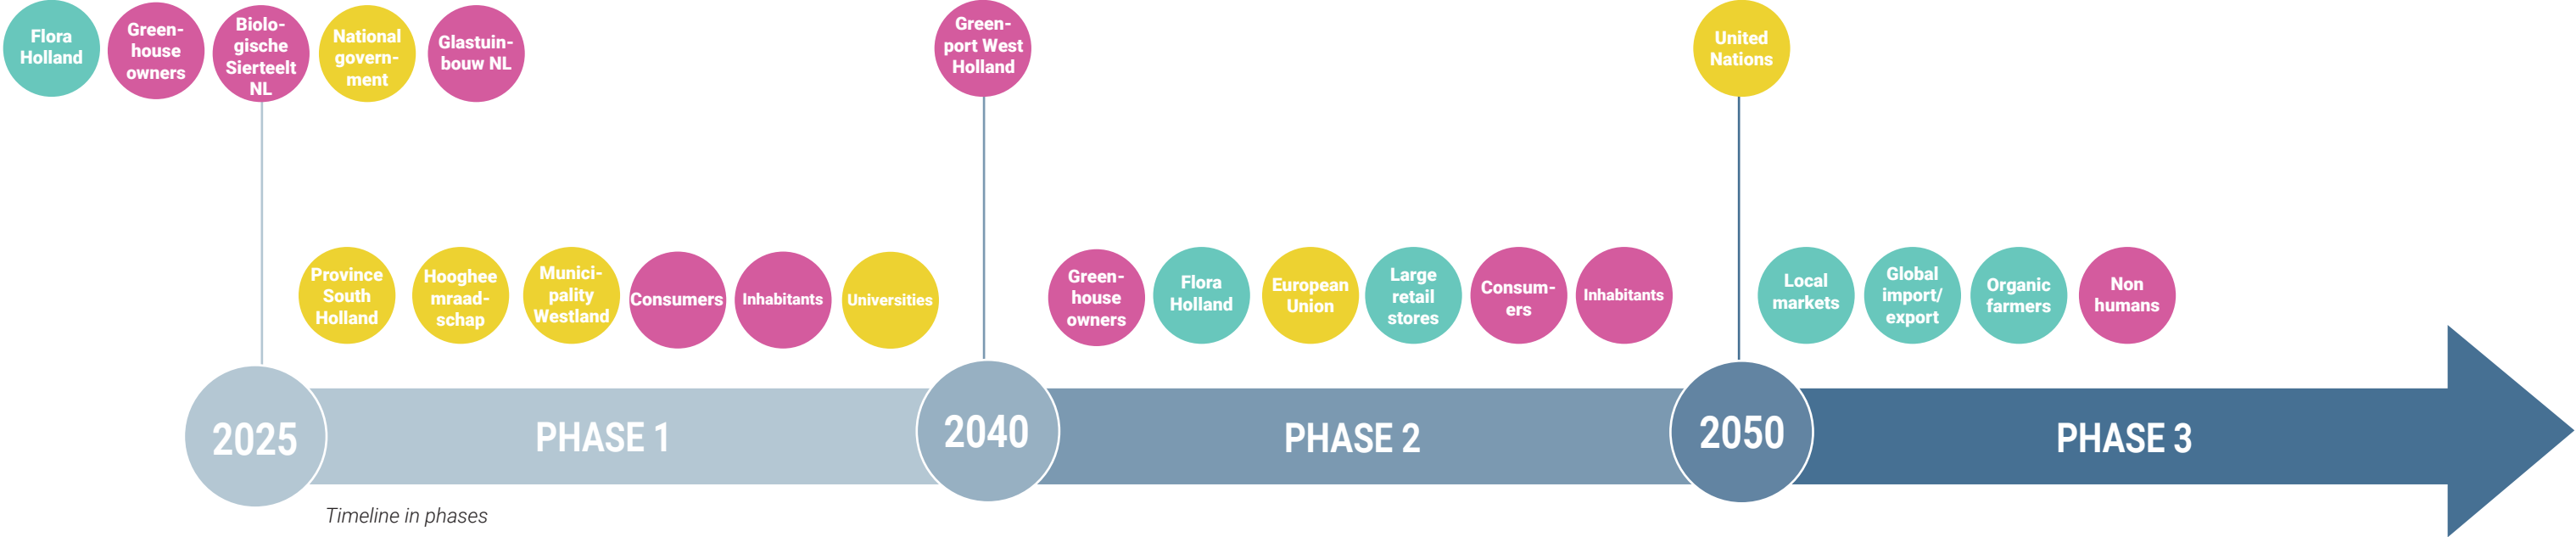 Flora
Holland
Green-
house
owners
Biolo-
gische
Sierteelt
NL
National
govern-
ment
Glastuin-
bouw NL
Green-
port West
Holland
United
Nations
Province
South
Holland
Hooghee
mraad-
schap
Munici-
pality
Westland
Consumers
Inhabitants
Universities
Green-
house
owners
Flora
Holland
European
Union
Large
retail
stores
Consum-
ers
Inhabitants
Local
markets
Global
import/
export
Organic
farmers
Non
humans
2025
PHASE 1
2040
PHASE 2
2050
PHASE 3
Timeline in phases